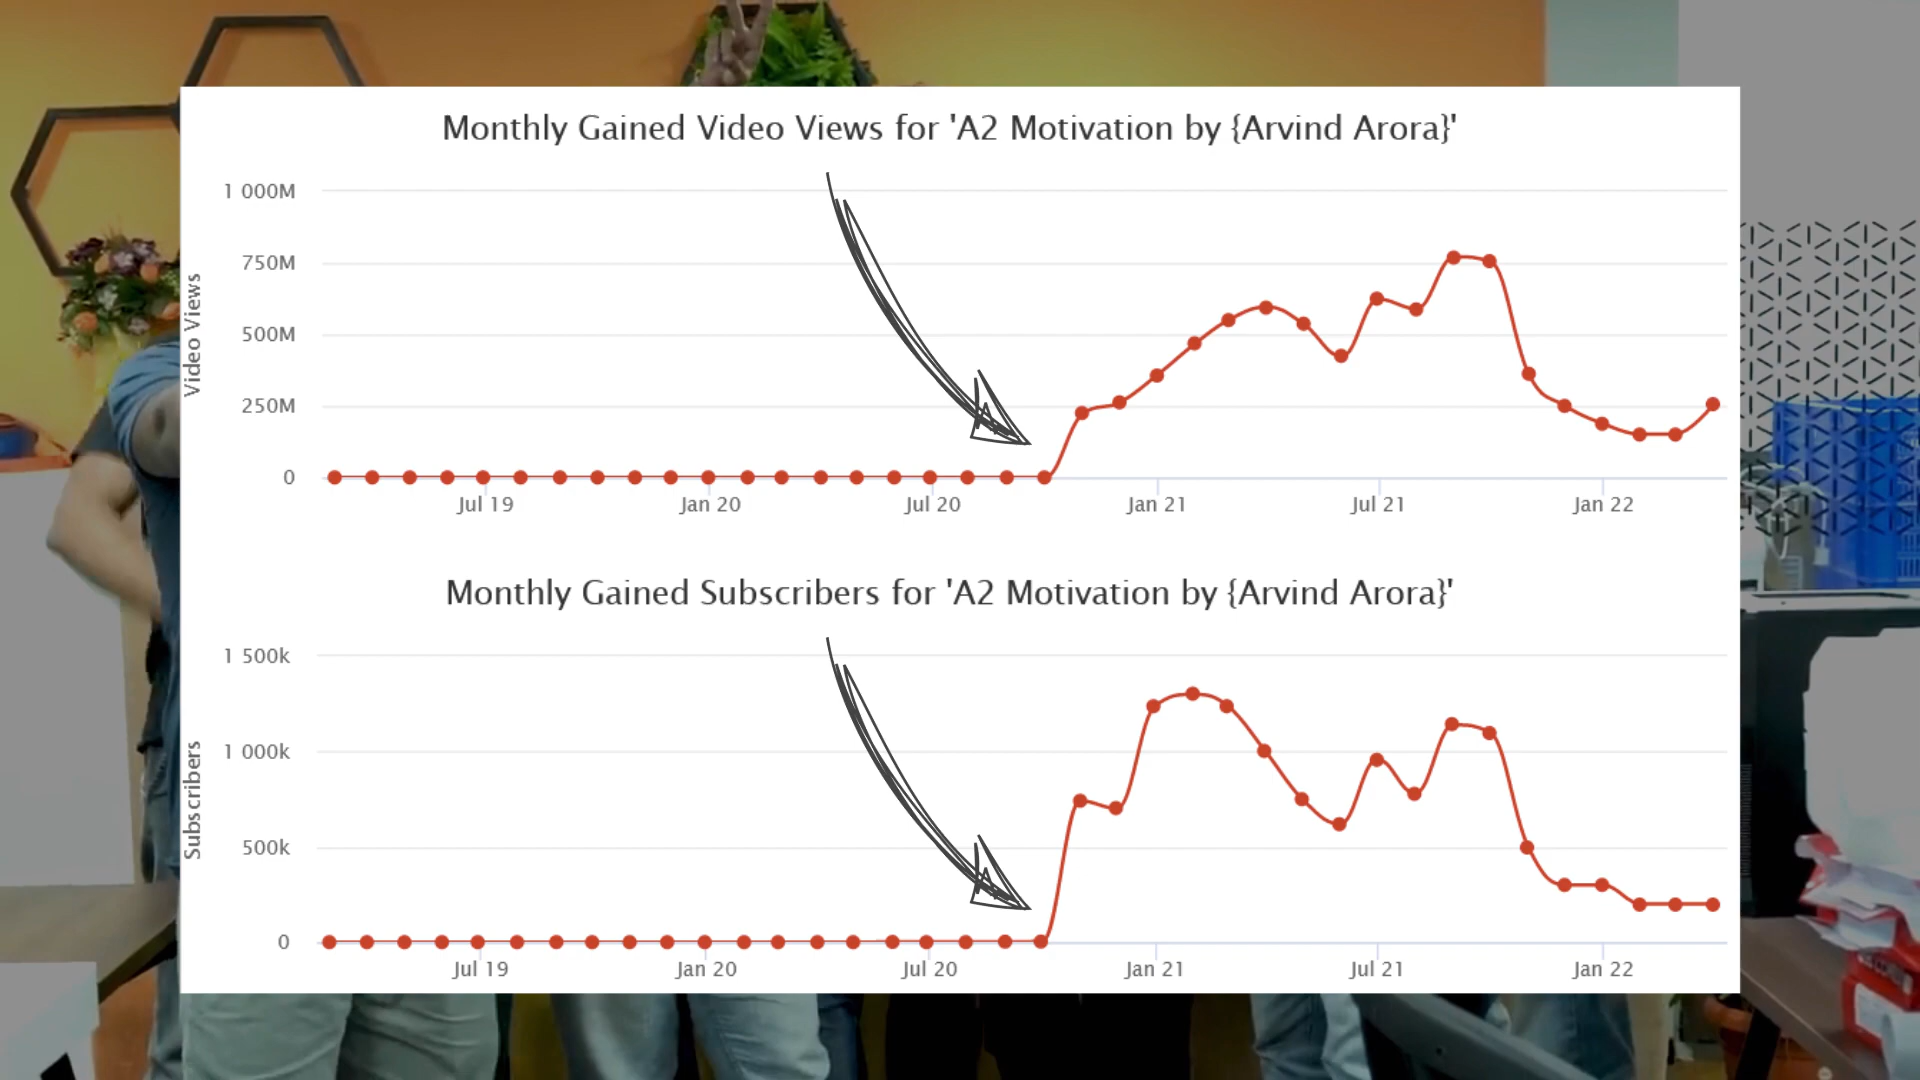 Monthly Gained Video Views for 'A2 Motivation by {Arvind Arora}'
1 000M
750M
500M
250M
0
Video Views
Jul 19
Jan 20
Jul 20
Jan 21
Jul 21
Jan 22
Monthly Gained Subscribers for 'A2 Motivation by {Arvind Arora}'
1 500k
1 000k
500k
0
Subscribers
Jul 19
Jan 20
Jul 20
Jan 21
Jul 21
Jan 22